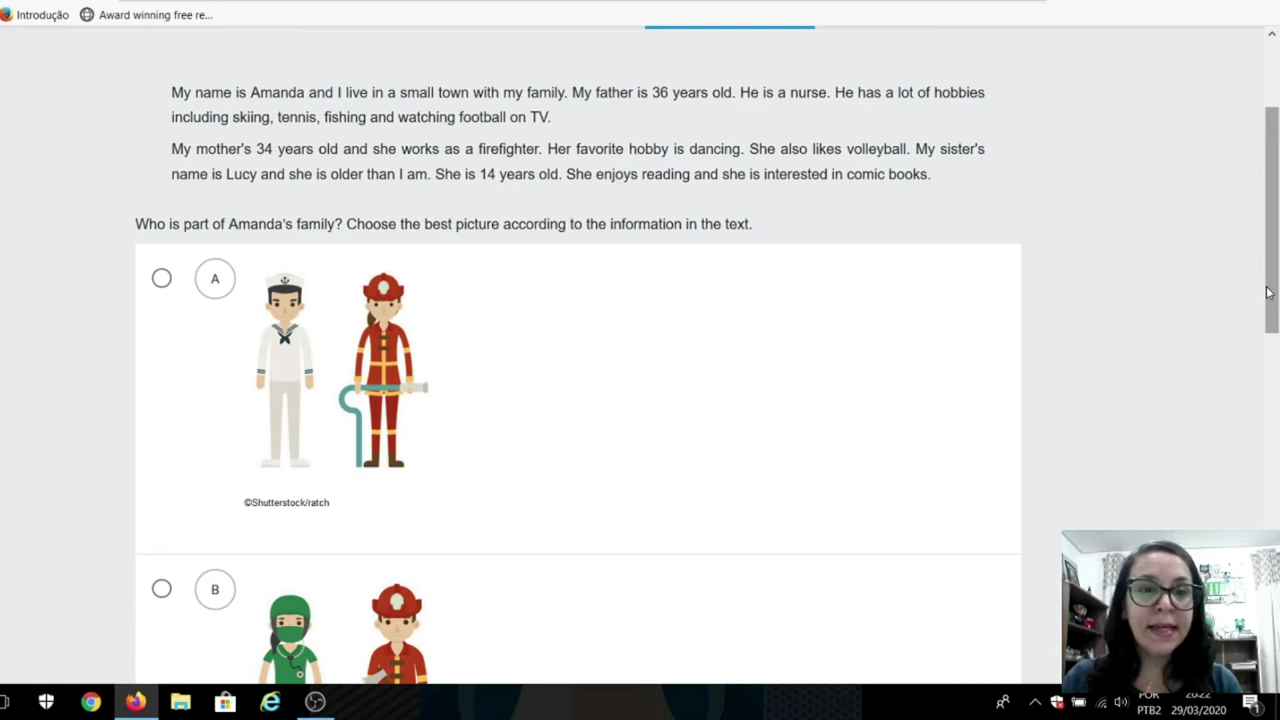 Introdução
Award winning free re...
My name is Amanda and I live in a small town with my family. My father is 36 years old. He is a nurse. He has a lot of hobbies
including skiing, tennis, fishing and watching football on TV.
My mother's 34 years old and she works as a firefighter. Her favorite hobby is dancing. She also likes volleyball. My sister's
name is Lucy and she is older than I am. She is 14 years old. She enjoys reading and she is interested in comic books.
Who is part of Amanda's family? Choose the best picture according to the information in the text.
A
©Shutterstock/ratch
B
POR
20:22
PTB2
29/03/2020
1